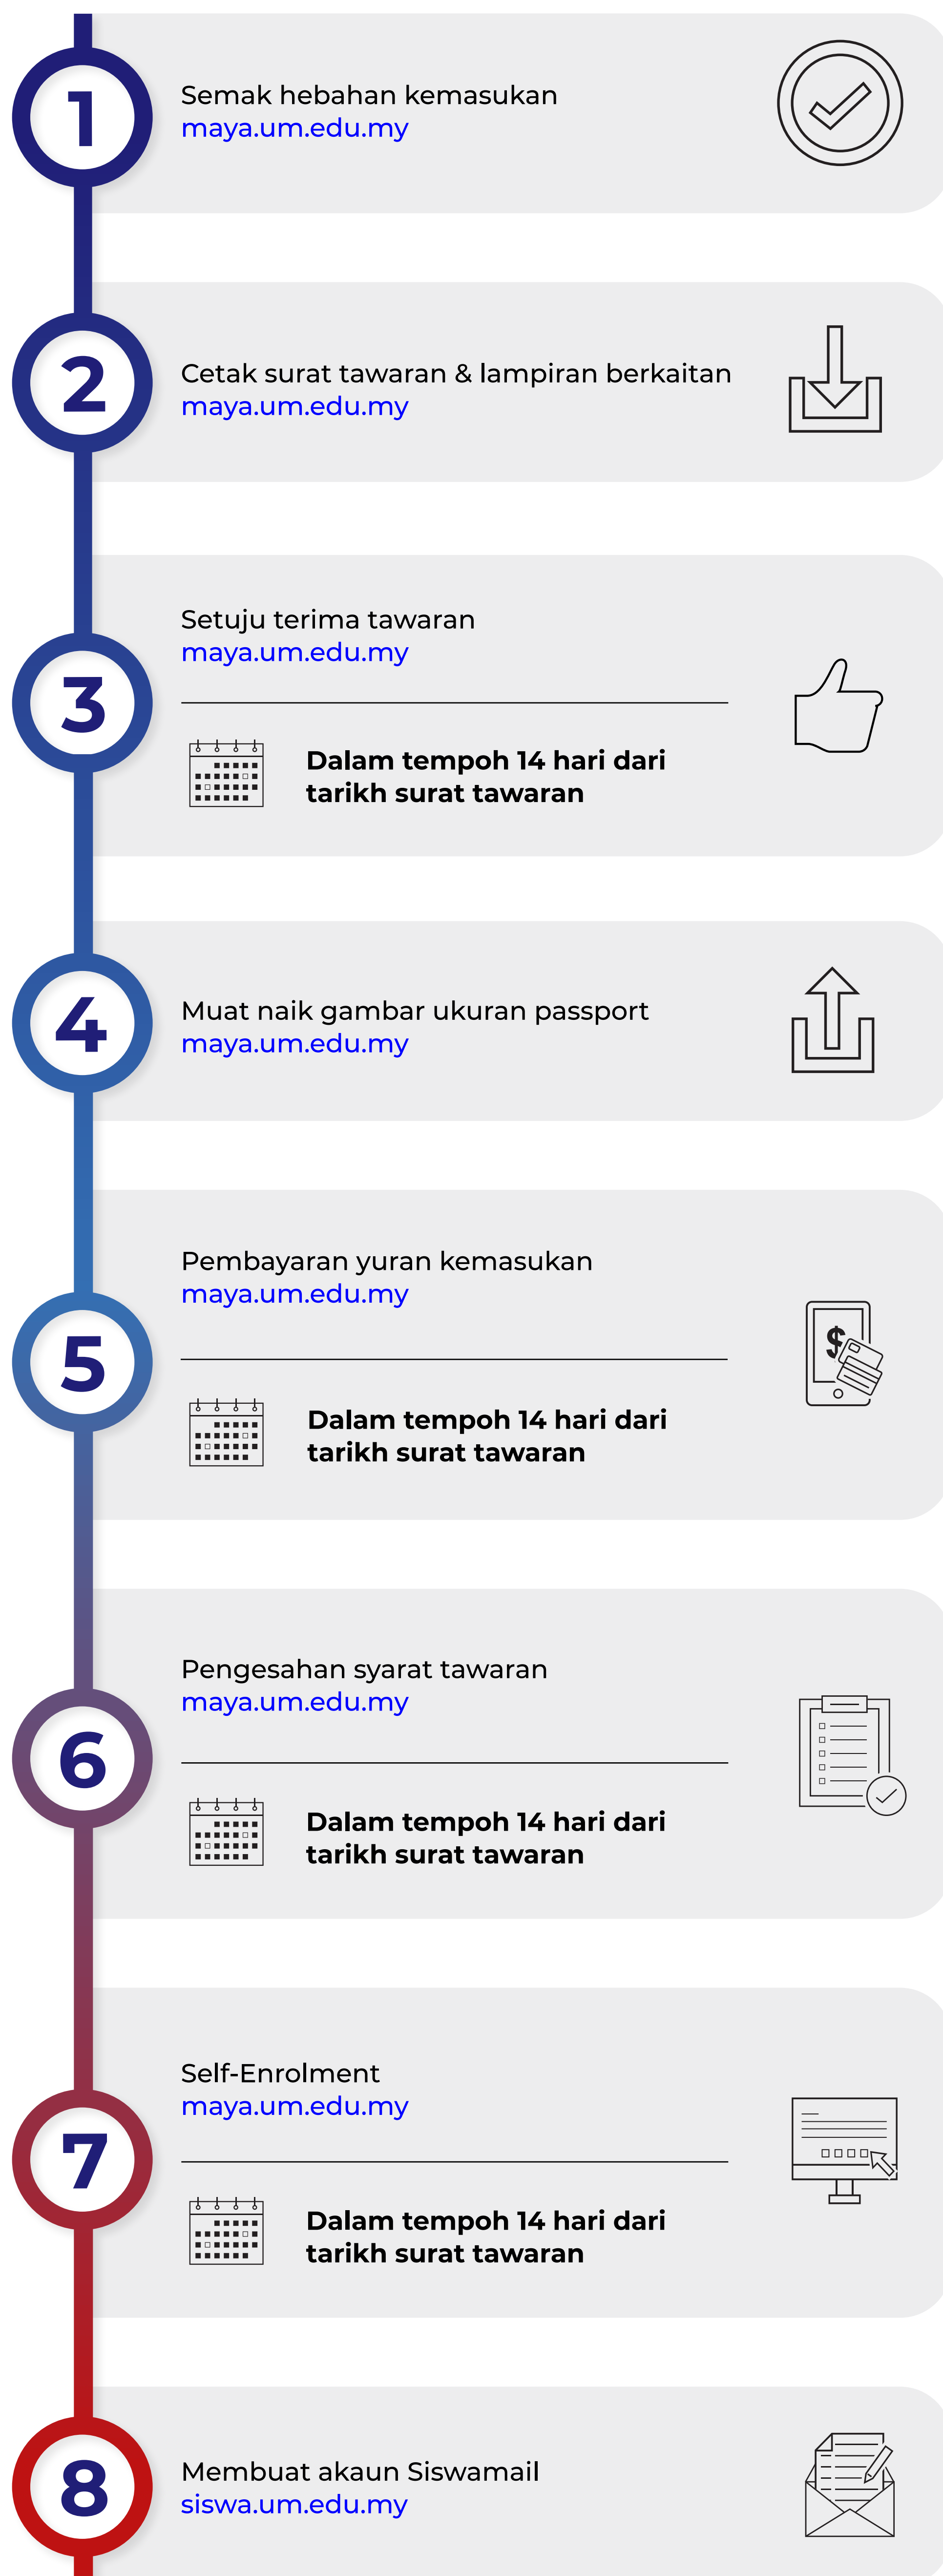 1
Semak hebahan kemasukan
maya.um.edu.my
2
Cetak surat tawaran & lampiran berkaitan
maya.um.edu.my
3
Setuju terima tawaran
maya.um.edu.my
Dalam tempoh 14 hari dari
tarikh surat tawaran
4
Muat naik gambar ukuran passport
maya.um.edu.my
5
Pembayaran yuran kemasukan
maya.um.edu.my
$
Dalam tempoh 14 hari dari
tarikh surat tawaran
6
Pengesahan syarat tawaran
maya.um.edu.my
Dalam tempoh 14 hari dari
tarikh surat tawaran
7
Self-Enrolment
maya.um.edu.my
Dalam tempoh 14 hari dari
tarikh surat tawaran
8
Membuat akaun Siswamail
siswa.um.edu.my